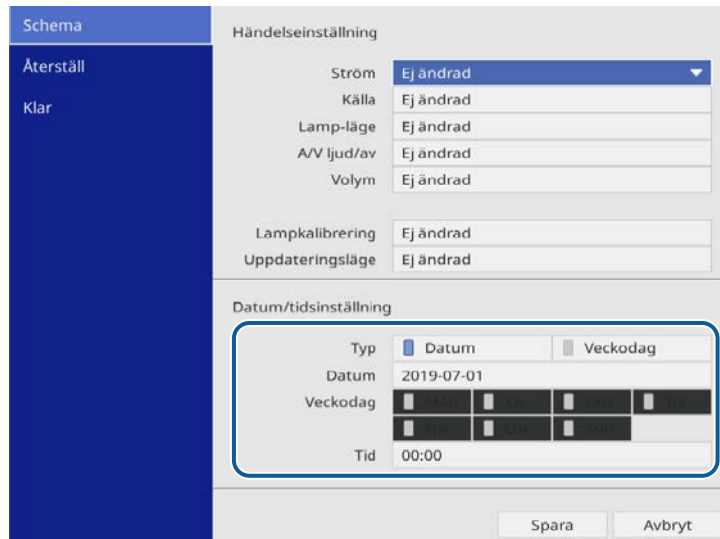 Schema
Återställ
Klar
Händelseinställning
Ström Ej ändrad
Källa Ej ändrad
Lamp-läge Ej ändrad
A/V ljud/av Ej ändrad
Volym Ej ändrad
Lampkalibrering Ej ändrad
Uppdateringsläge Ej ändrad
Datum/tidsinställning
Typ Datum Veckodag
Datum 2019-07-01
Veckodag
Tid 00:00
Spara Avbryt